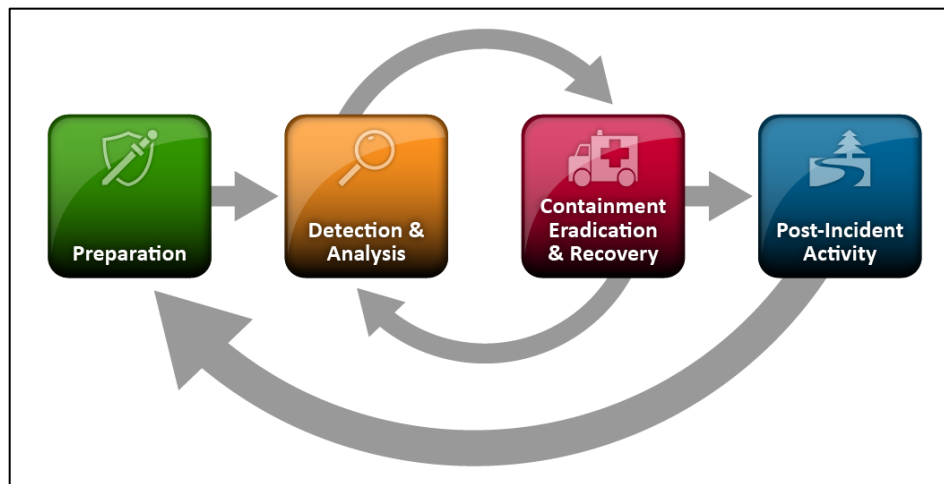 Preparation
Detection &
Analysis
Containment
Eradication
& Recovery
Post-Incident
Activity